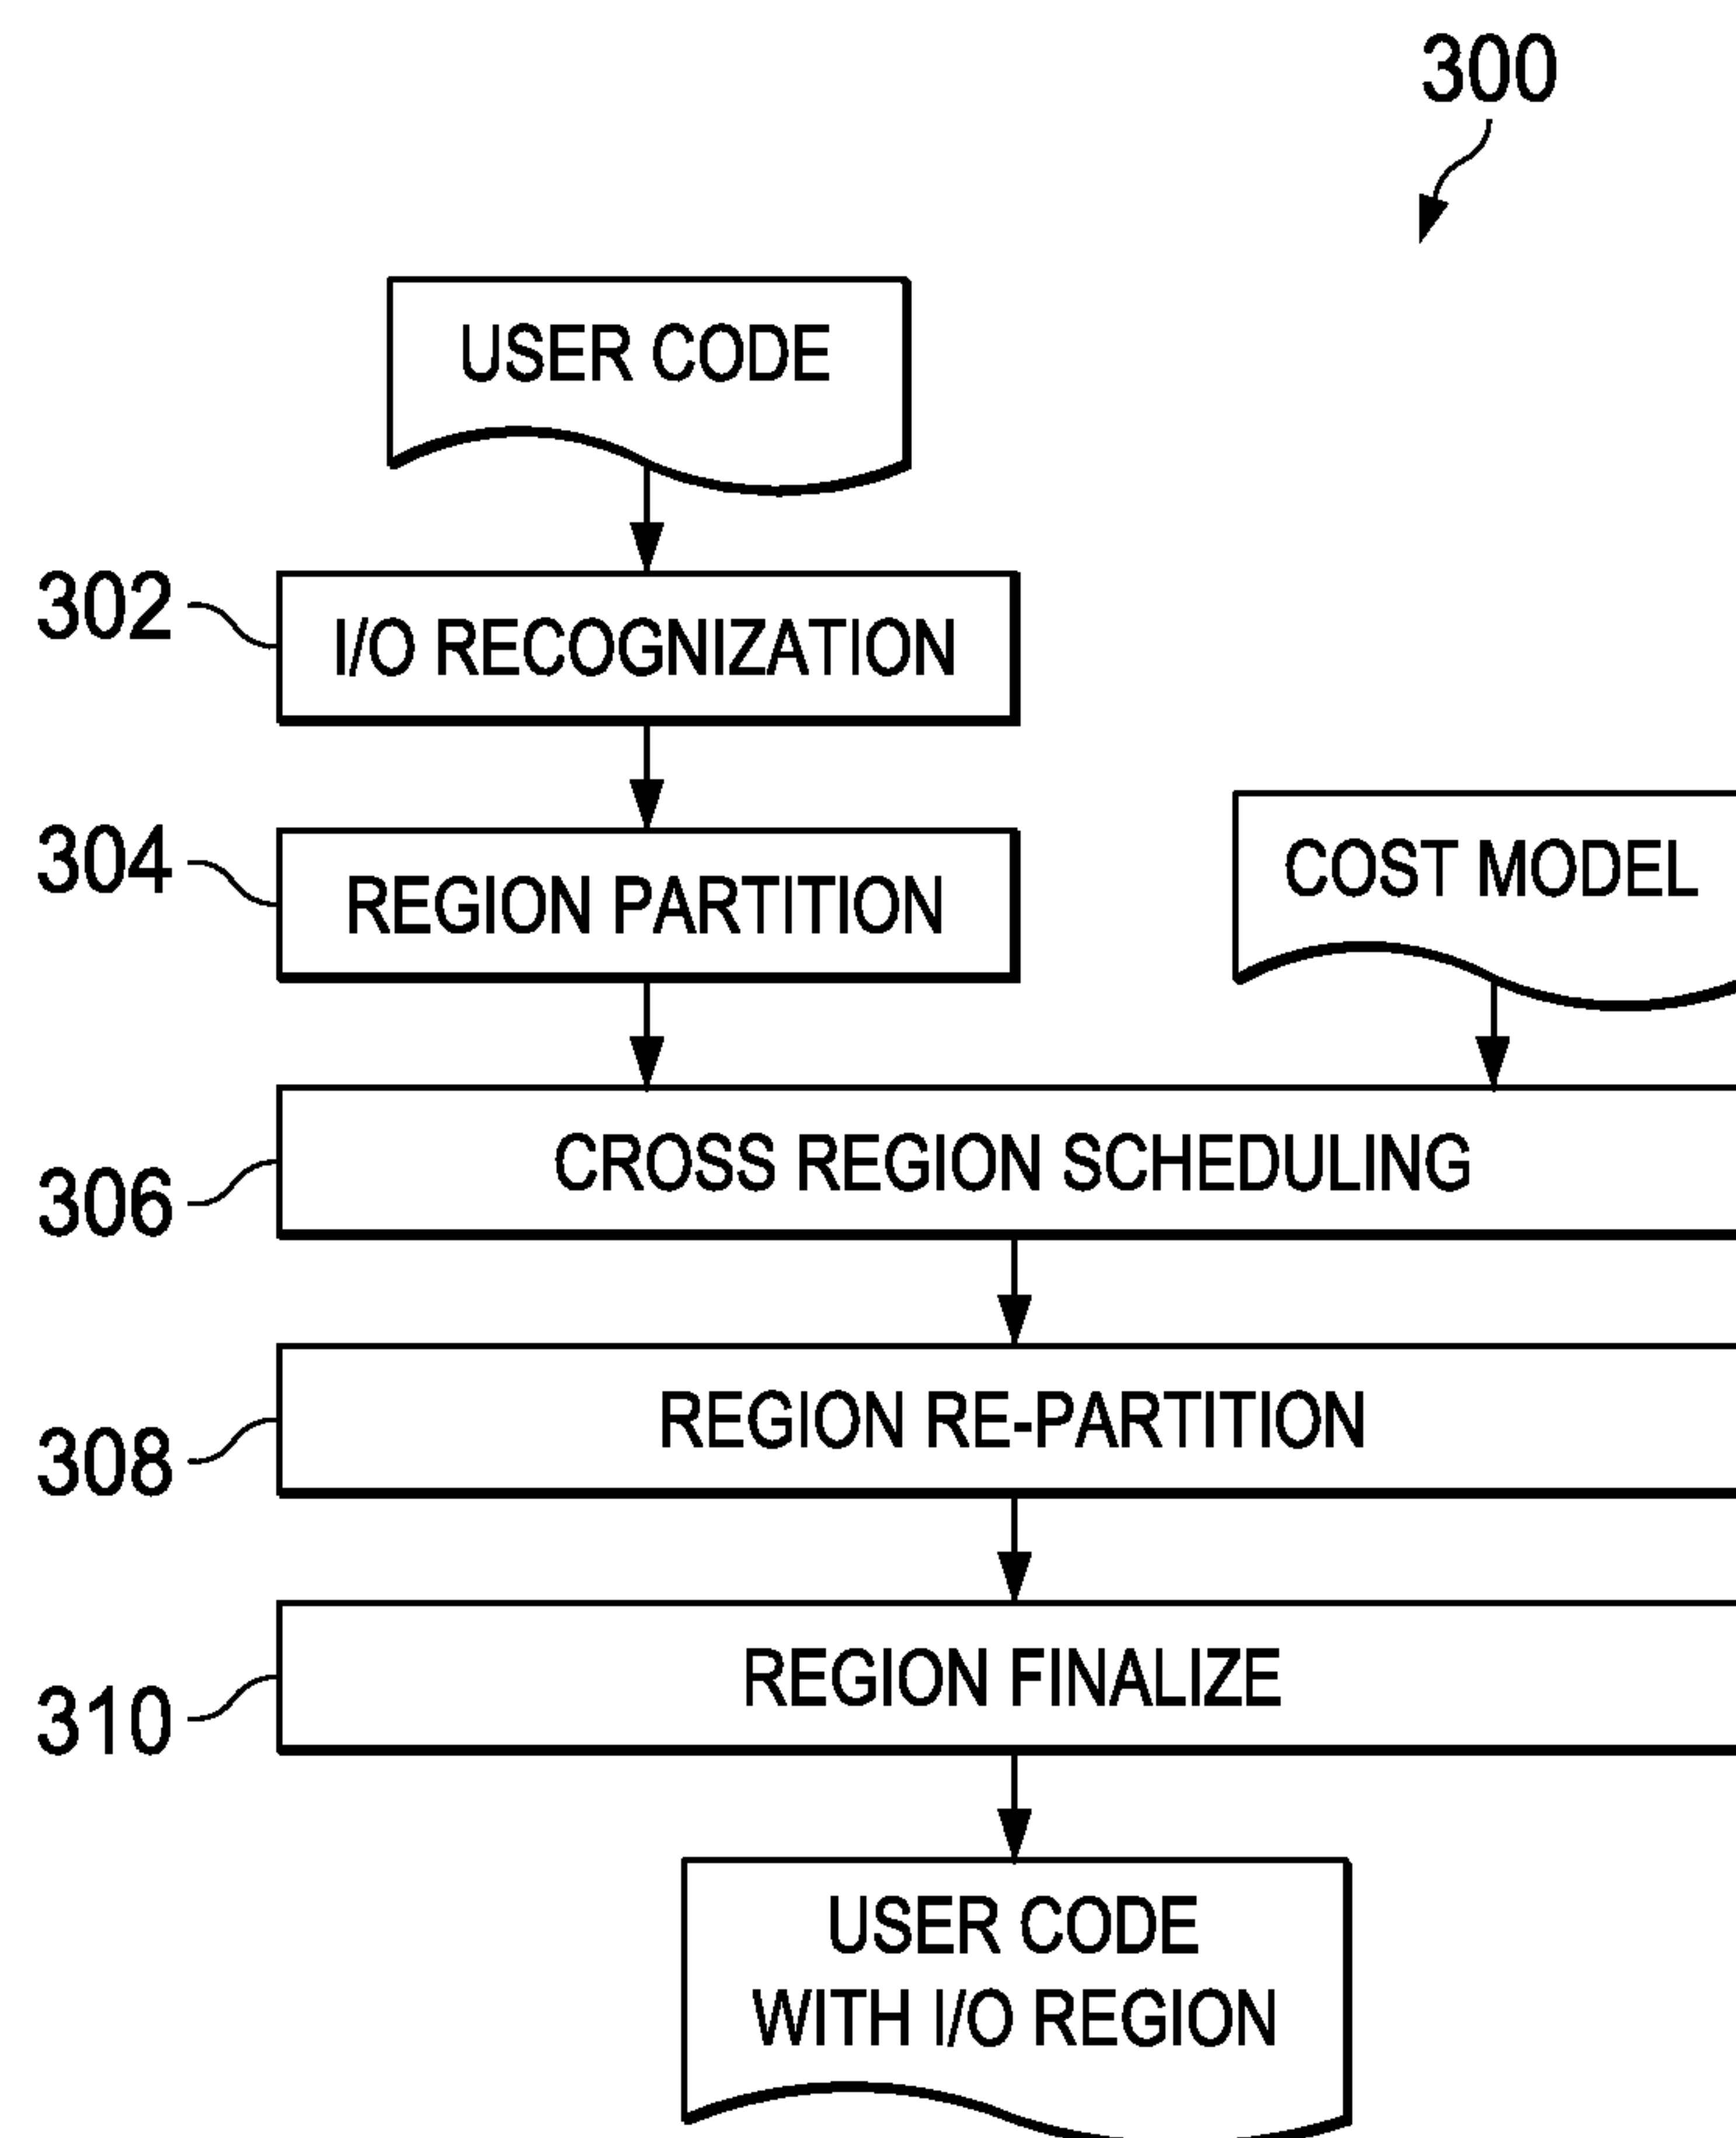 300
USER CODE
302
I/O RECOGNIZATION
304
REGION PARTITION
COST MODEL
306
CROSS REGION SCHEDULING
308
REGION RE-PARTITION
310
REGION FINALIZE
USER CODE
WITH I/O REGION